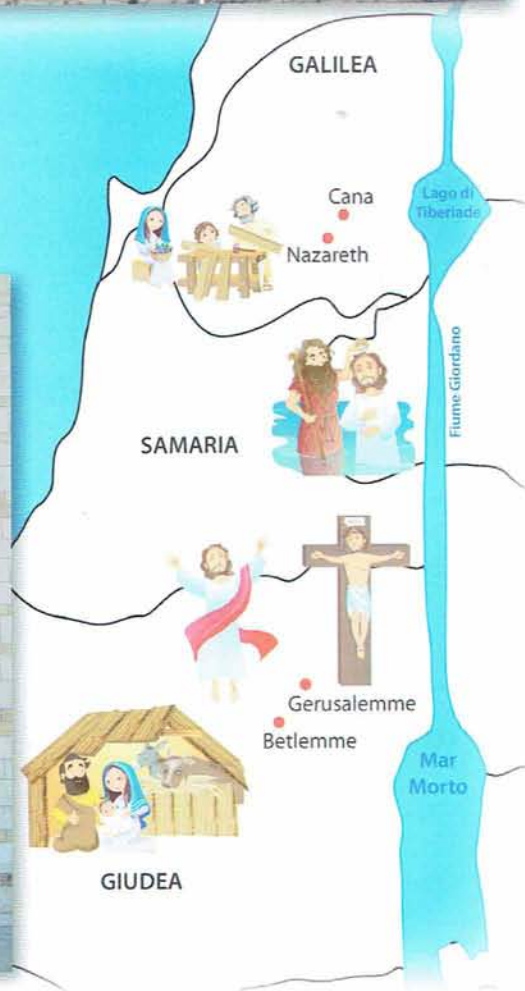 GALILEA
Cana
Lago di
Tiberiade
Nazareth
Fiume Giordano
SAMARIA
Gerusalemme
Betlemme
Mar
Morto
GIUDEA